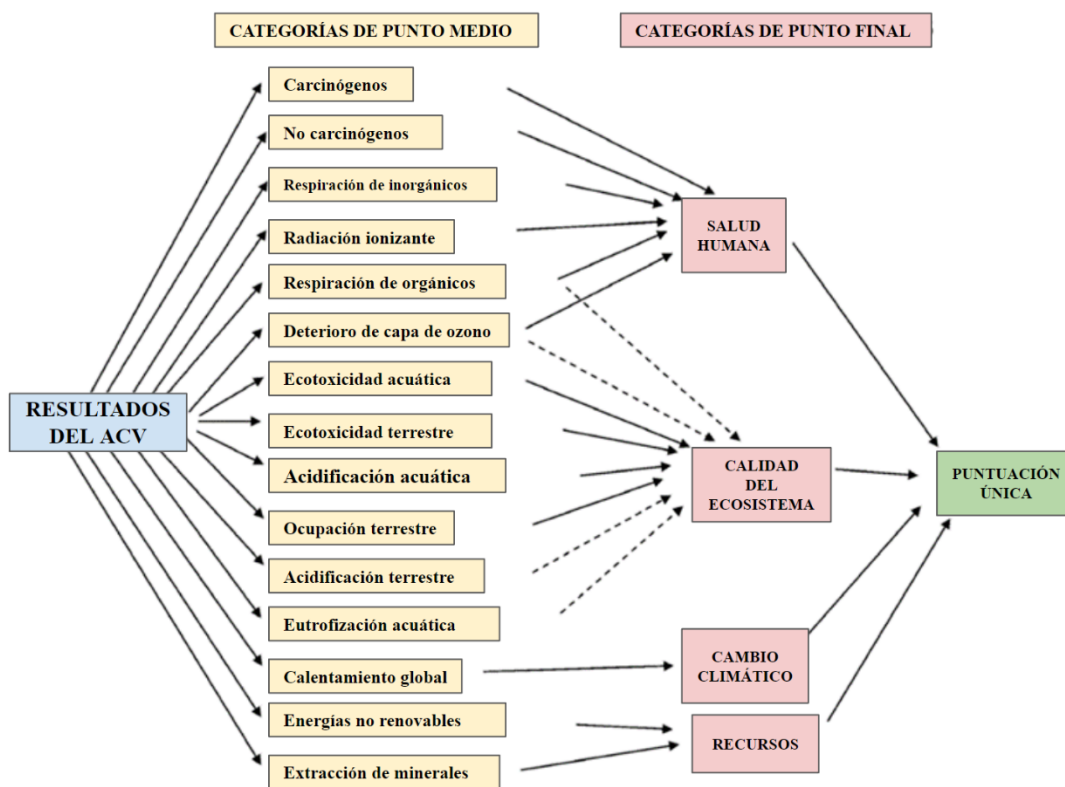 CATEGORÍAS DE PUNTO MEDIO
CATEGORÍAS DE PUNTO FINAL
Carcinógenos
No carcinógenos
Respiración de inorgánicos
Radiación ionizante
Respiración de orgánicos
Deterioro de capa de ozono
Ecotoxicidad acuática
Ecotoxicidad terrestre
Acidificación acuática
Ocupación terrestre
Acidificación terrestre
Eutrofización acuática
Calentamiento global
Energías no renovables
Extracción de minerales
RESULTADOS
DEL ACV
SALUD
HUMANA
CALIDAD
DEL
ECOSISTEMA
CAMBIO
CLIMÁTICO
RECURSOS
PUNTUACIÓN
ÚNICA